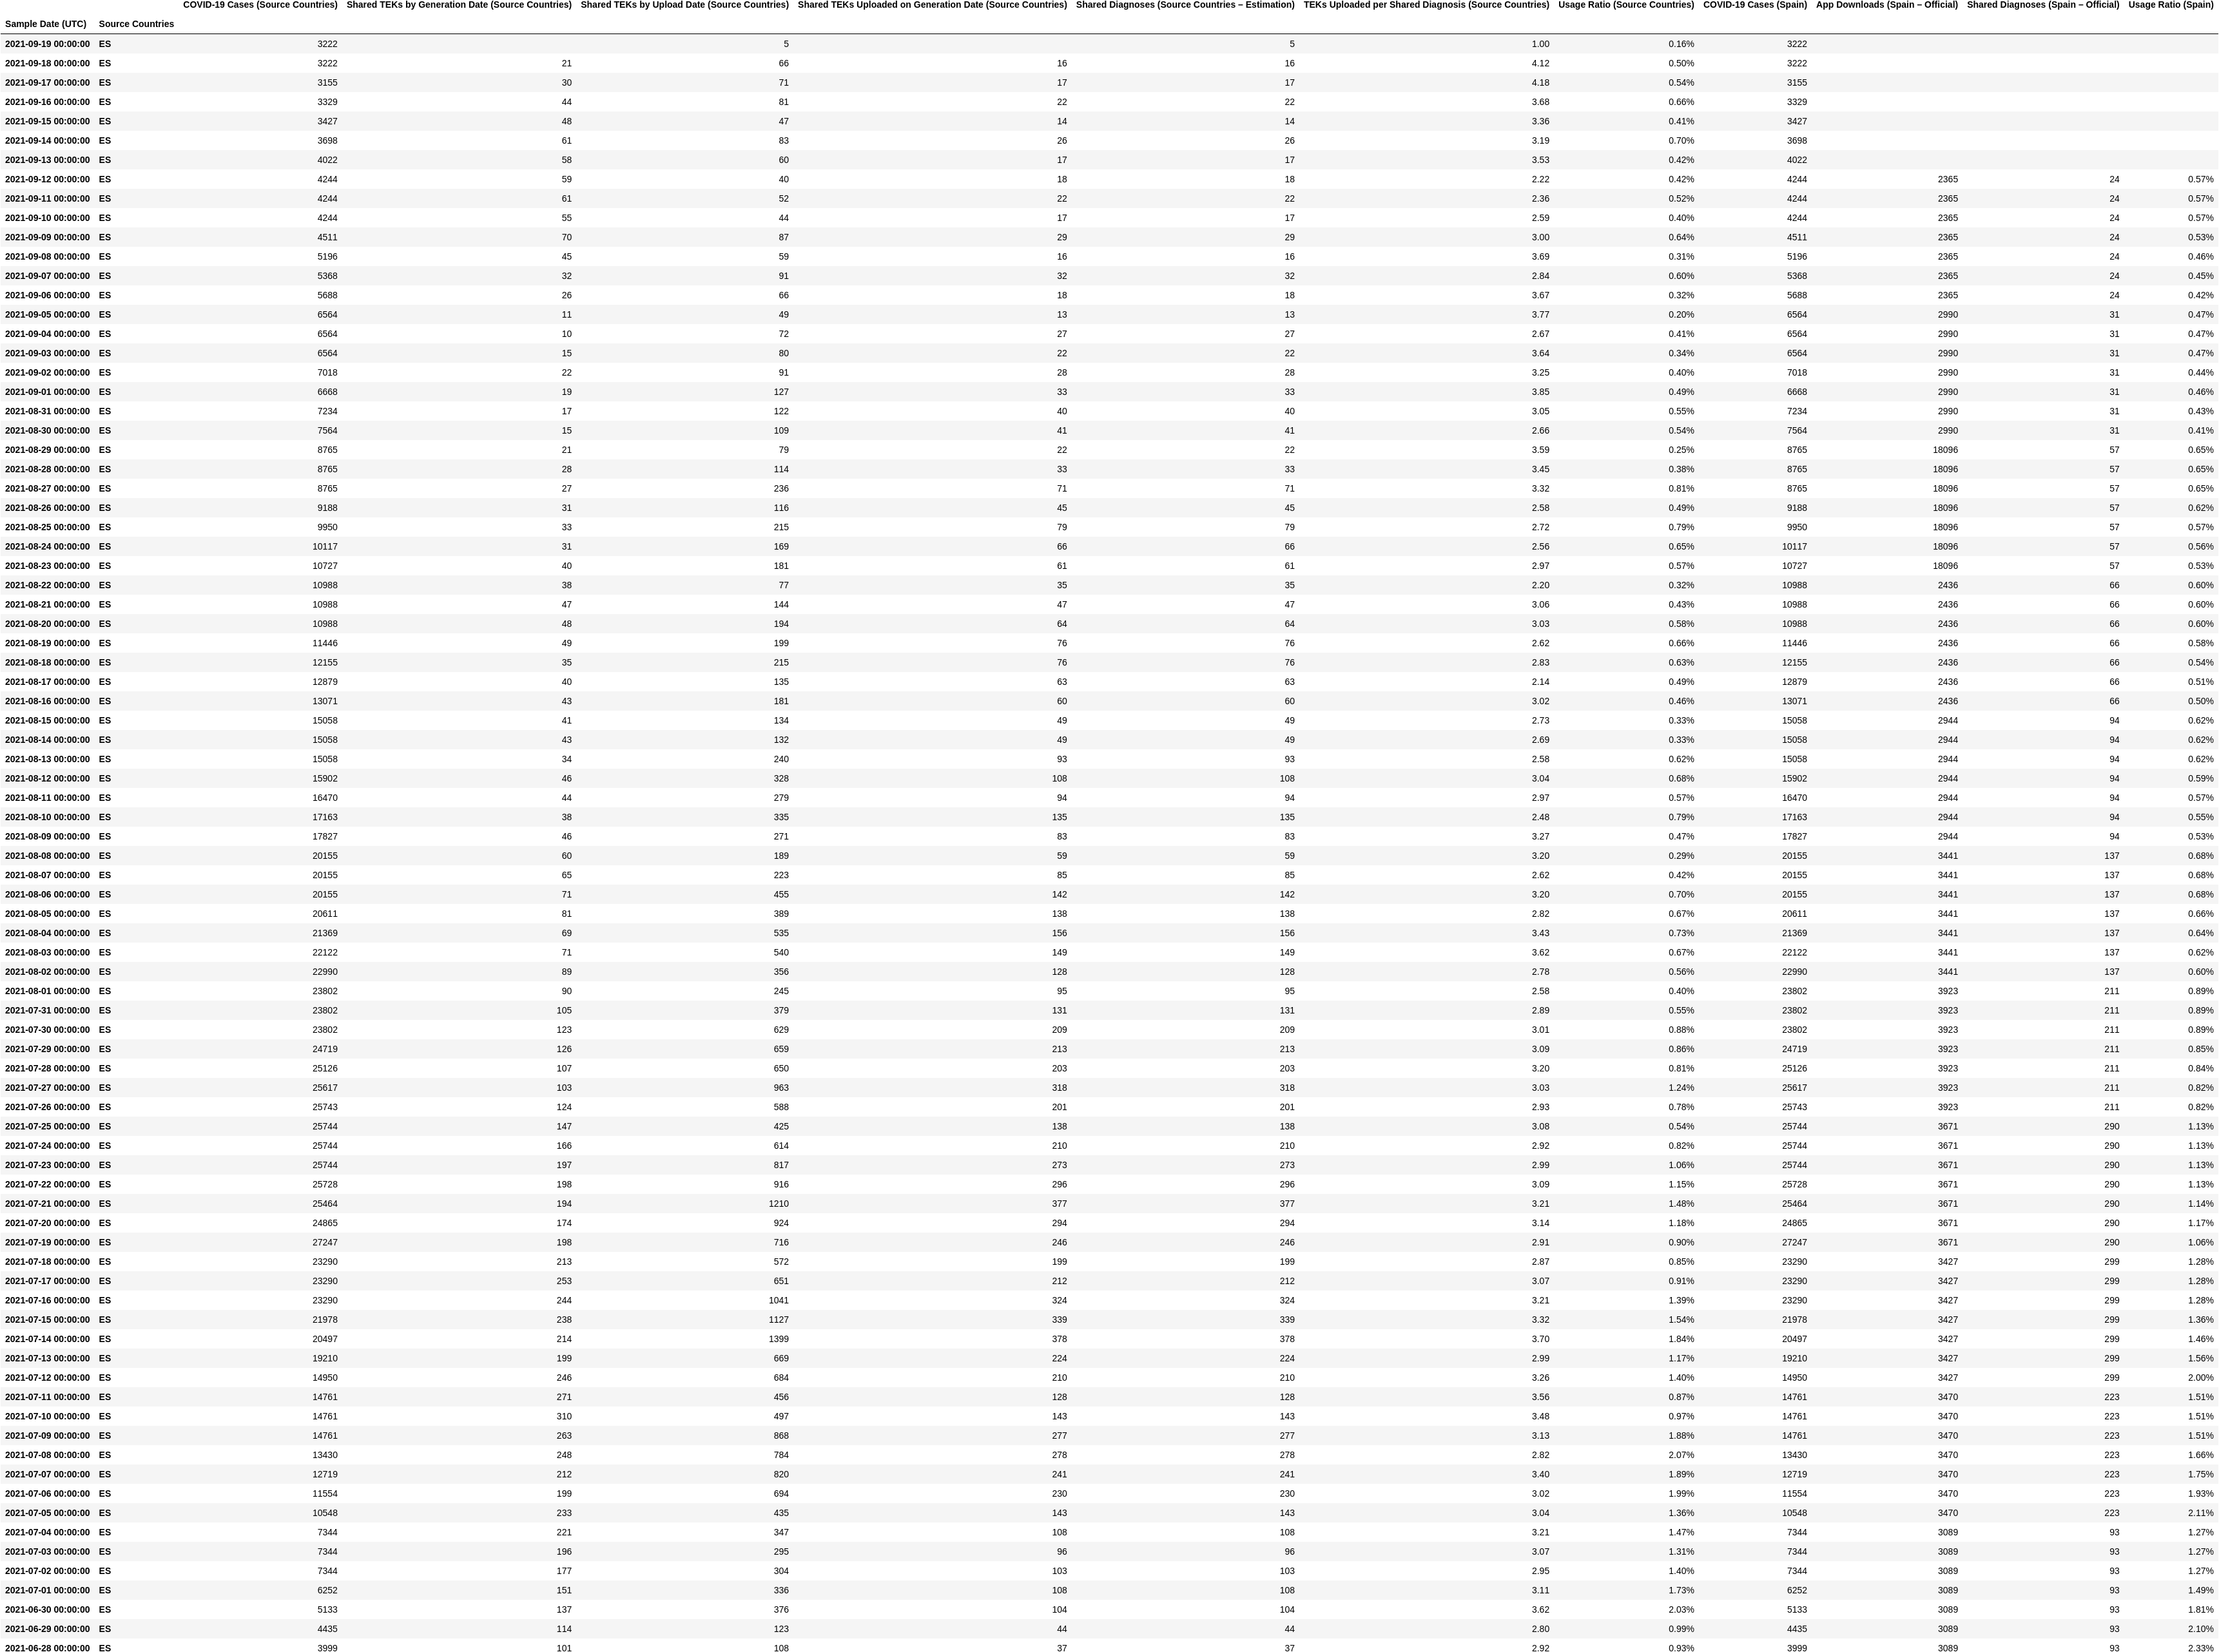 COVID-19 Cases (Source Countries) Shared TEKs by Generation Date (Source Countries) Shared TEKs by Upload Date (Source Countries) Shared TEKs Uploaded on Generation Date (Source Countries) Shared Diagnoses (Source Countries – Estimation) TEKs Uploaded per Shared Diagnosis (Source Countries) Usage Ratio (Source Countries) COVID-19 Cases (Spain) App Downloads (Spain – Official) Shared Diagnoses (Spain – Official) Usage Ratio (Spain)
Sample Date (UTC) Source Countries
2021-09-19 00:00:00 ES 3222 5 5 1.00 0.16% 3222
2021-09-18 00:00:00 ES 3222 21 66 16 16 4.12 0.50% 3222
2021-09-17 00:00:00 ES 3155 30 71 17 17 4.18 0.54% 3155
2021-09-16 00:00:00 ES 3329 44 81 22 22 3.68 0.66% 3329
2021-09-15 00:00:00 ES 3427 48 47 14 14 3.36 0.41% 3427
2021-09-14 00:00:00 ES 3698 61 83 26 26 3.19 0.70% 3698
2021-09-13 00:00:00 ES 4022 58 60 17 17 3.53 0.42% 4022
2021-09-12 00:00:00 ES 4244 59 40 18 18 2.22 0.42% 4244 2365 24 0.57%
2021-09-11 00:00:00 ES 4244 61 52 22 22 2.36 0.52% 4244 2365 24 0.57%
2021-09-10 00:00:00 ES 4244 55 44 17 17 2.59 0.40% 4244 2365 24 0.57%
2021-09-09 00:00:00 ES 4511 70 87 29 29 3.00 0.64% 4511 2365 24 0.53%
2021-09-08 00:00:00 ES 5196 45 59 16 16 3.69 0.31% 5196 2365 24 0.46%
2021-09-07 00:00:00 ES 5368 32 91 32 32 2.84 0.60% 5368 2365 24 0.45%
2021-09-06 00:00:00 ES 5688 26 66 18 18 3.67 0.32% 5688 2365 24 0.42%
2021-09-05 00:00:00 ES 6564 11 49 13 13 3.77 0.20% 6564 2990 31 0.47%
2021-09-04 00:00:00 ES 6564 10 72 27 27 2.67 0.41% 6564 2990 31 0.47%
2021-09-03 00:00:00 ES 6564 15 80 22 22 3.64 0.34% 6564 2990 31 0.47%
2021-09-02 00:00:00 ES 7018 22 91 28 28 3.25 0.40% 7018 2990 31 0.44%
2021-09-01 00:00:00 ES 6668 19 127 33 33 3.85 0.49% 6668 2990 31 0.46%
2021-08-31 00:00:00 ES 7234 17 122 40 40 3.05 0.55% 7234 2990 31 0.43%
2021-08-30 00:00:00 ES 7564 15 109 41 41 2.66 0.54% 7564 2990 31 0.41%
2021-08-29 00:00:00 ES 8765 21 79 22 22 3.59 0.25% 8765 18096 57 0.65%
2021-08-28 00:00:00 ES 8765 28 114 33 33 3.45 0.38% 8765 18096 57 0.65%
2021-08-27 00:00:00 ES 8765 27 236 71 71 3.32 0.81% 8765 18096 57 0.65%
2021-08-26 00:00:00 ES 9188 31 116 45 45 2.58 0.49% 9188 18096 57 0.62%
2021-08-25 00:00:00 ES 9950 33 215 79 79 2.72 0.79% 9950 18096 57 0.57%
2021-08-24 00:00:00 ES 10117 31 169 66 66 2.56 0.65% 10117 18096 57 0.56%
2021-08-23 00:00:00 ES 10727 40 181 61 61 2.97 0.57% 10727 18096 57 0.53%
2021-08-22 00:00:00 ES 10988 38 77 35 35 2.20 0.32% 10988 2436 66 0.60%
2021-08-21 00:00:00 ES 10988 47 144 47 47 3.06 0.43% 10988 2436 66 0.60%
2021-08-20 00:00:00 ES 10988 48 194 64 64 3.03 0.58% 10988 2436 66 0.60%
2021-08-19 00:00:00 ES 11446 49 199 76 76 2.62 0.66% 11446 2436 66 0.58%
2021-08-18 00:00:00 ES 12155 35 215 76 76 2.83 0.63% 12155 2436 66 0.54%
2021-08-17 00:00:00 ES 12879 40 135 63 63 2.14 0.49% 12879 2436 66 0.51%
2021-08-16 00:00:00 ES 13071 43 181 60 60 3.02 0.46% 13071 2436 66 0.50%
2021-08-15 00:00:00 ES 15058 41 134 49 49 2.73 0.33% 15058 2944 94 0.62%
2021-08-14 00:00:00 ES 15058 43 132 49 49 2.69 0.33% 15058 2944 94 0.62%
2021-08-13 00:00:00 ES 15058 34 240 93 93 2.58 0.62% 15058 2944 94 0.62%
2021-08-12 00:00:00 ES 15902 46 328 108 108 3.04 0.68% 15902 2944 94 0.59%
2021-08-11 00:00:00 ES 16470 44 279 94 94 2.97 0.57% 16470 2944 94 0.57%
2021-08-10 00:00:00 ES 17163 38 335 135 135 2.48 0.79% 17163 2944 94 0.55%
2021-08-09 00:00:00 ES 17827 46 271 83 83 3.27 0.47% 17827 2944 94 0.53%
2021-08-08 00:00:00 ES 20155 60 189 59 59 3.20 0.29% 20155 3441 137 0.68%
2021-08-07 00:00:00 ES 20155 65 223 85 85 2.62 0.42% 20155 3441 137 0.68%
2021-08-06 00:00:00 ES 20155 71 455 142 142 3.20 0.70% 20155 3441 137 0.68%
2021-08-05 00:00:00 ES 20611 81 389 138 138 2.82 0.67% 20611 3441 137 0.66%
2021-08-04 00:00:00 ES 21369 69 535 156 156 3.43 0.73% 21369 3441 137 0.64%
2021-08-03 00:00:00 ES 22122 71 540 149 149 3.62 0.67% 22122 3441 137 0.62%
2021-08-02 00:00:00 ES 22990 89 356 128 128 2.78 0.56% 22990 3441 137 0.60%
2021-08-01 00:00:00 ES 23802 90 245 95 95 2.58 0.40% 23802 3923 211 0.89%
2021-07-31 00:00:00 ES 23802 105 379 131 131 2.89 0.55% 23802 3923 211 0.89%
2021-07-30 00:00:00 ES 23802 123 629 209 209 3.01 0.88% 23802 3923 211 0.89%
2021-07-29 00:00:00 ES 24719 126 659 213 213 3.09 0.86% 24719 3923 211 0.85%
2021-07-28 00:00:00 ES 25126 107 650 203 203 3.20 0.81% 25126 3923 211 0.84%
2021-07-27 00:00:00 ES 25617 103 963 318 318 3.03 1.24% 25617 3923 211 0.82%
2021-07-26 00:00:00 ES 25743 124 588 201 201 2.93 0.78% 25743 3923 211 0.82%
2021-07-25 00:00:00 ES 25744 147 425 138 138 3.08 0.54% 25744 3671 290 1.13%
2021-07-24 00:00:00 ES 25744 166 614 210 210 2.92 0.82% 25744 3671 290 1.13%
2021-07-23 00:00:00 ES 25744 197 817 273 273 2.99 1.06% 25744 3671 290 1.13%
2021-07-22 00:00:00 ES 25728 198 916 296 296 3.09 1.15% 25728 3671 290 1.13%
2021-07-21 00:00:00 ES 25464 194 1210 377 377 3.21 1.48% 25464 3671 290 1.14%
2021-07-20 00:00:00 ES 24865 174 924 294 294 3.14 1.18% 24865 3671 290 1.17%
2021-07-19 00:00:00 ES 27247 198 716 246 246 2.91 0.90% 27247 3671 290 1.06%
2021-07-18 00:00:00 ES 23290 213 572 199 199 2.87 0.85% 23290 3427 299 1.28%
2021-07-17 00:00:00 ES 23290 253 651 212 212 3.07 0.91% 23290 3427 299 1.28%
2021-07-16 00:00:00 ES 23290 244 1041 324 324 3.21 1.39% 23290 3427 299 1.28%
2021-07-15 00:00:00 ES 21978 238 1127 339 339 3.32 1.54% 21978 3427 299 1.36%
2021-07-14 00:00:00 ES 20497 214 1399 378 378 3.70 1.84% 20497 3427 299 1.46%
2021-07-13 00:00:00 ES 19210 199 669 224 224 2.99 1.17% 19210 3427 299 1.56%
2021-07-12 00:00:00 ES 14950 246 684 210 210 3.26 1.40% 14950 3427 299 2.00%
2021-07-11 00:00:00 ES 14761 271 456 128 128 3.56 0.87% 14761 3470 223 1.51%
2021-07-10 00:00:00 ES 14761 310 497 143 143 3.48 0.97% 14761 3470 223 1.51%
2021-07-09 00:00:00 ES 14761 263 868 277 277 3.13 1.88% 14761 3470 223 1.51%
2021-07-08 00:00:00 ES 13430 248 784 278 278 2.82 2.07% 13430 3470 223 1.66%
2021-07-07 00:00:00 ES 12719 212 820 241 241 3.40 1.89% 12719 3470 223 1.75%
2021-07-06 00:00:00 ES 11554 199 694 230 230 3.02 1.99% 11554 3470 223 1.93%
2021-07-05 00:00:00 ES 10548 233 435 143 143 3.04 1.36% 10548 3470 223 2.11%
2021-07-04 00:00:00 ES 7344 221 347 108 108 3.21 1.47% 7344 3089 93 1.27%
2021-07-03 00:00:00 ES 7344 196 295 96 96 3.07 1.31% 7344 3089 93 1.27%
2021-07-02 00:00:00 ES 7344 177 304 103 103 2.95 1.40% 7344 3089 93 1.27%
2021-07-01 00:00:00 ES 6252 151 336 108 108 3.11 1.73% 6252 3089 93 1.49%
2021-06-30 00:00:00 ES 5133 137 376 104 104 3.62 2.03% 5133 3089 93 1.81%
2021-06-29 00:00:00 ES 4435 114 123 44 44 2.80 0.99% 4435 3089 93 2.10%
2021-06-28 00:00:00 ES 3999 101 108 37 37 2.92 0.93% 3999 3089 93 2.33%